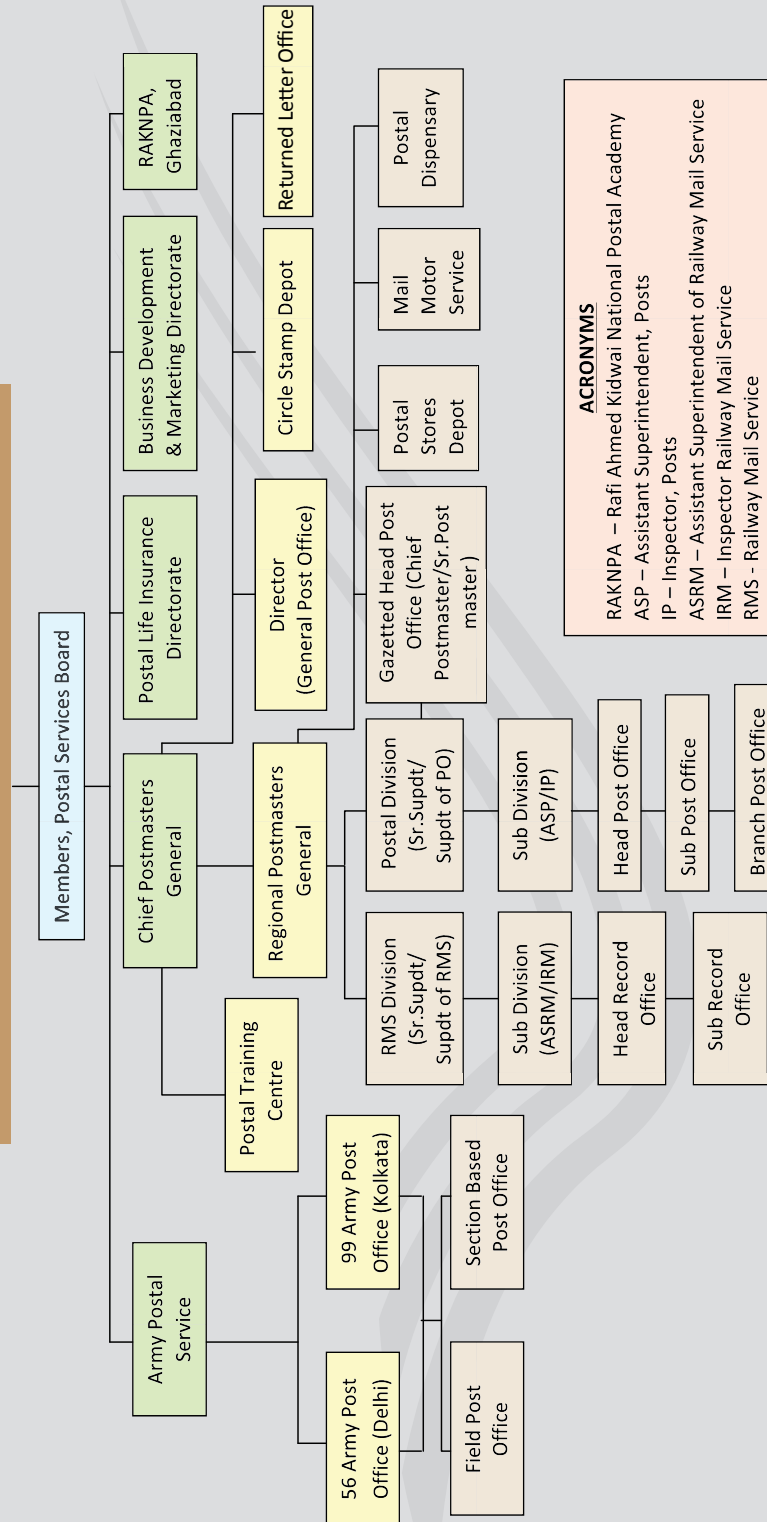 Members, Postal Services Board
Army Postal
Service
Chief Postmasters
General
Postal Life Insurance
Directorate
Business Development
& Marketing Directorate
RAKNPA,
Ghaziabad
Postal Training
Centre
Regional Postmasters
General
Director
(General Post Office)
Circle Stamp Depot
Returned Letter Office
56 Army Post
Office (Delhi)
99 Army Post
Office (Kolkata)
RMS Division
(Sr.Supdt/
Supdt of RMS)
Postal Division
(Sr.Supdt/
Supdt of PO)
Gazetted Head Post
Office (Chief
Postmaster/Sr.Post
master )
Postal
Stores
Depot
Mail
Motor
Service
Postal
Dispensary
Field Post
Office
Section Based
Post Office
Sub Division
(ASRM/IRM)
Sub Division
(ASP/IP)
Head Record
Office
Head Post Office
Sub Record
Office
Sub Post Office
Branch Post Office
ACRONYMS
RAKNPA – Rafi Ahmed Kidwai National Postal Academy
ASP – Assistant Superintendent, Posts
IP – Inspector, Posts
ASRM – Assistant Superintendent of Railway Mail Service
IRM – Inspector Railway Mail Service
RMS - Railway Mail Service